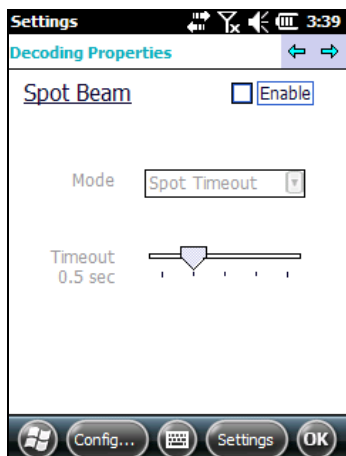 Settings 3:39
Decoding Properties
Spot Beam Enable
Mode Spot Timeout
Timeout
0.5 sec
Config... Settings OK